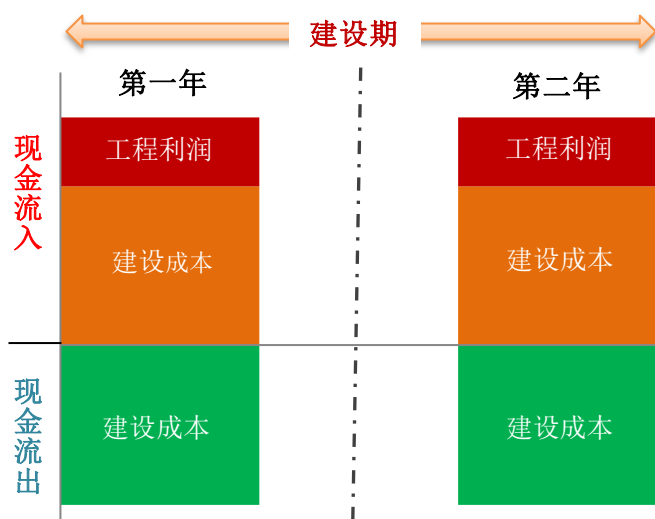 建设期
第一年
第二年
现金流入
工程利润
工程利润
建设成本
建设成本
现金流出
建设成本
建设成本